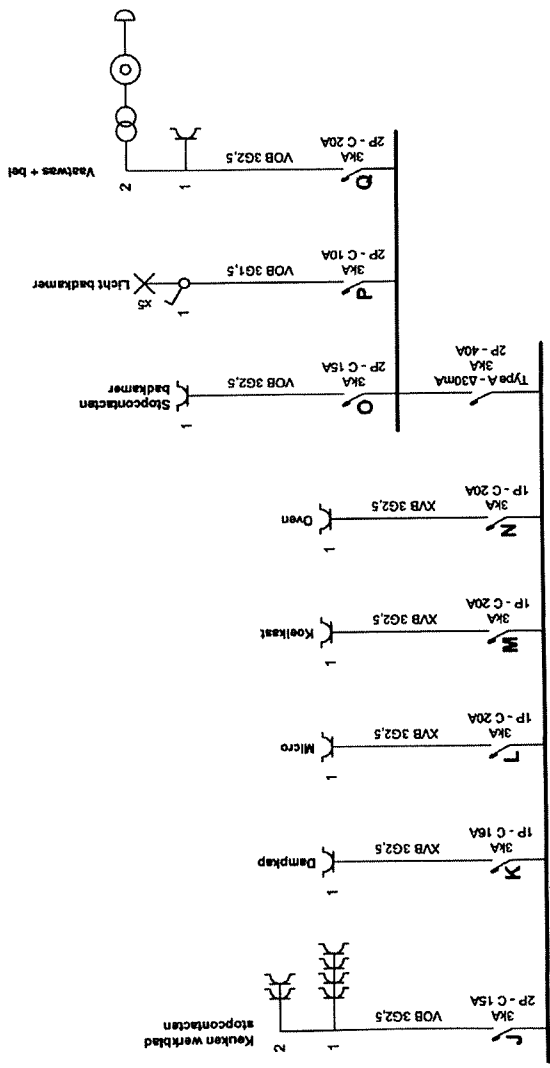 Vaatwas + bel
2
1
VOB 3G2,5
Q
3kA
2P - C 20A
Licht badkamer
x5
1
VOB 3G1,5
P
3kA
2P - C 10A
Stopcontacten
badkamer
1
VOB 3G2,5
O
3kA
2P - C 15A
Type A - Δ30mA
3kA
2P - 40A
Oven
1
XVB 3G2,5
N
3kA
1P - C 20A
Koelkast
1
XVB 3G2,5
M
3kA
1P - C 20A
Micro
1
XVB 3G2,5
L
3kA
1P - C 20A
Dampkap
1
XVB 3G2,5
K
3kA
1P - C 16A
Keuken werkblad
stopcontacten
2
1
VOB 3G2,5
J
3kA
2P - C 15A